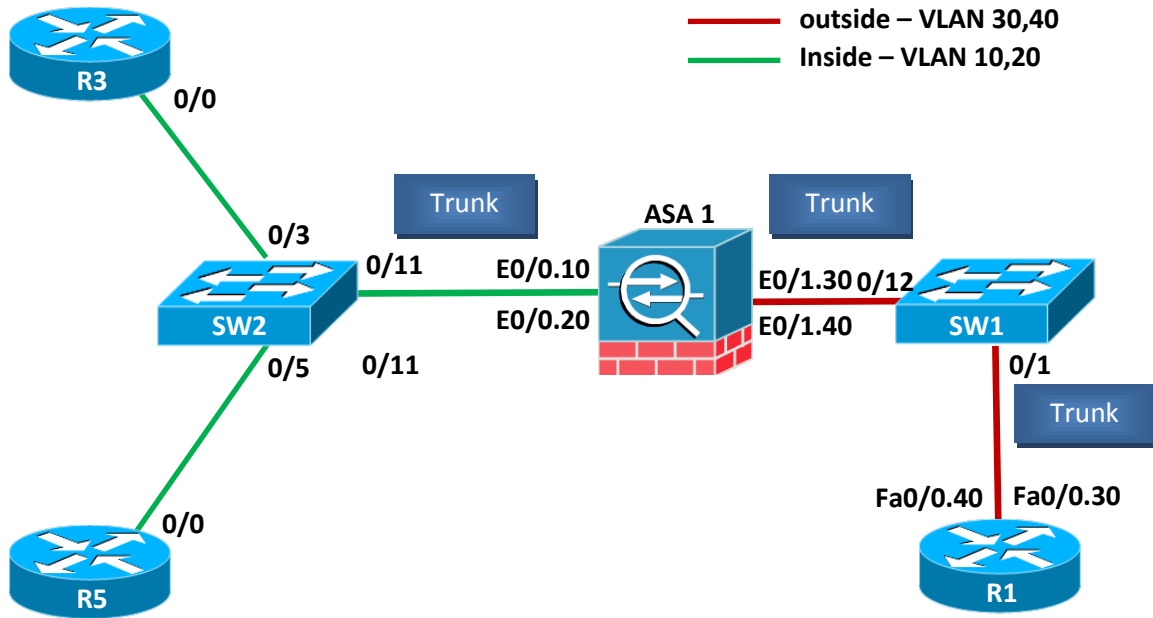 outside – VLAN 30,40
Inside – VLAN 10,20
R3
0/0
Trunk
Trunk
ASA 1
0/3
0/11
E0/0.10
E0/1.30
0/12
SW2
E0/0.20
E0/1.40
SW1
0/5
0/11
0/1
Trunk
0/0
Fa0/0.40
Fa0/0.30
R5
R1